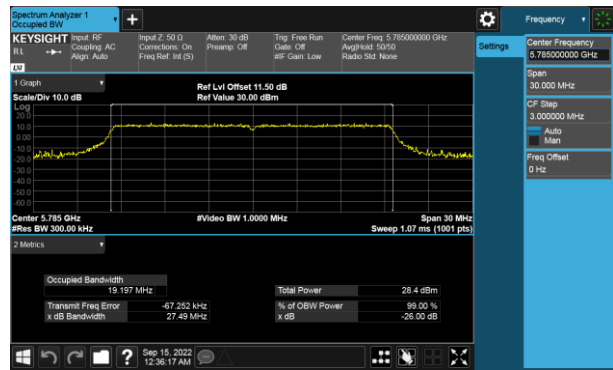 Spectrum Analyzer 1
Occupied BW
Frequency
KEYSIGHT
RL
LXI
Input: RF
Coupling: AC
Align: Auto
Input Z: 50 Ω
Corrections: On
Freq Ref: Int (S)
Atten: 30 dB
Preamp: Off
Trig: Free Run
Gate: Off
#IF Gain: Low
Center Freq: 5.785000000 GHz
Avg|Hold: 50/50
Radio Std: None
Settings
Center Frequency
5.785000000 GHz
Span
30.000 MHz
CF Step
3.000000 MHz
Auto
Man
Freq Offset
0 Hz
1 Graph
Scale/Div 10.0 dB
Ref Lvl Offset 11.50 dB
Ref Value 30.00 dBm
Log
20.0
10.0
0.00
-10.0
-20.0
-30.0
-40.0
-50.0
-60.0
Center 5.785 GHz
#Res BW 300.00 kHz
#Video BW 1.0000 MHz
Span 30 MHz
Sweep 1.07 ms (1001 pts)
2 Metrics
Occupied Bandwidth
19.197 MHz
Transmit Freq Error -67.252 kHz
x dB Bandwidth 27.49 MHz
Total Power 28.4 dBm
% of OBW Power 99.00 %
x dB -26.00 dB
?
Sep 15, 2022
12:36:17 AM